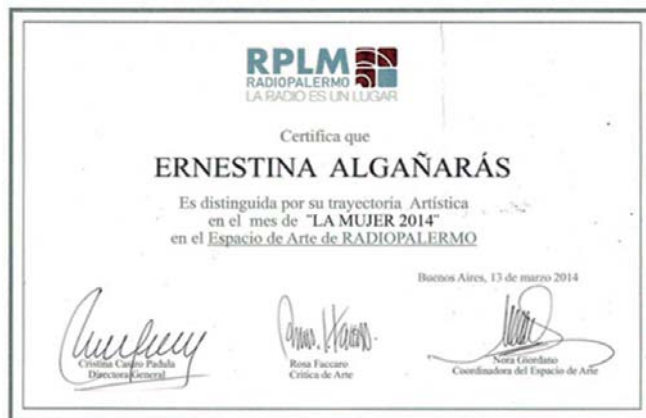 RPLM
RADIOPALERMO
LA RADIO ES UN LUGAR
Certifica que
ERNESTINA ALGAÑARÁS
Es distinguida por su trayectoria Artística
en el mes de "LA MUJER 2014"
en el Espacio de Arte de RADIOPALERMO
Buenos Aires, 13 de marzo 2014
Cristina Castro Padula
Directora General
Rosa Faccaro
Crítica de Arte
Nora Giordano
Coordinadora del Espacio de Arte